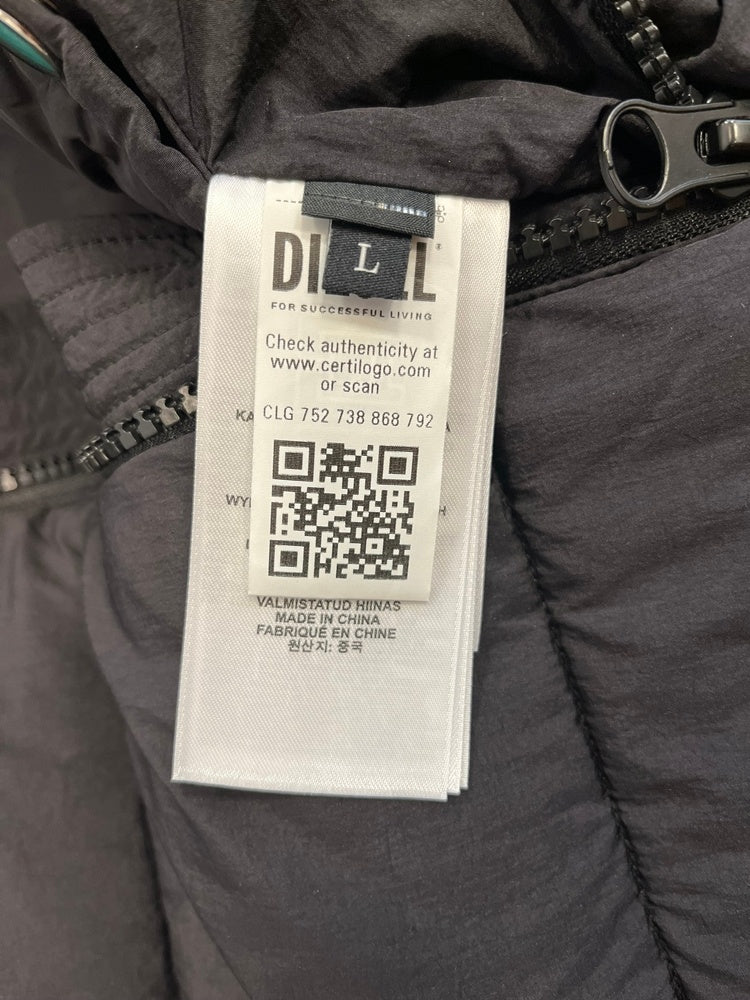 L
FOR SUCCESSFUL LIVING
Check authenticity at
www.certilogo.com
or scan
CLG 752 738 868 792
VALMISTATUD HIINAS
MADE IN CHINA
FABRIQUÉ EN CHINE
원산지: 중국